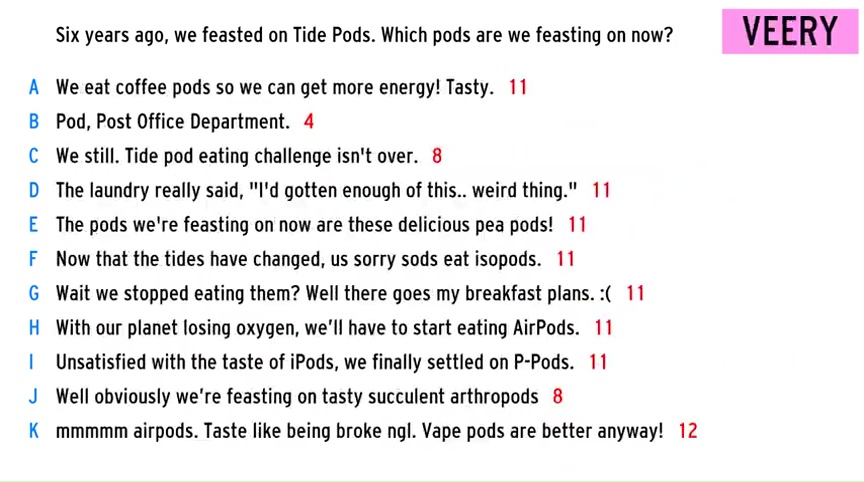 Six years ago, we feasted on Tide Pods. Which pods are we feasting on now?
VEERY
A We eat coffee pods so we can get more energy! Tasty. 11
B Pod, Post Office Department. 4
C We still. Tide pod eating challenge isn't over. 8
D The laundry really said, "I'd gotten enough of this.. weird thing." 11
E The pods we're feasting on now are these delicious pea pods! 11
F Now that the tides have changed, us sorry sods eat isopods. 11
G Wait we stopped eating them? Well there goes my breakfast plans. :( 11
H With our planet losing oxygen, we’ll have to start eating AirPods. 11
I Unsatisfied with the taste of iPods, we finally settled on P-Pods. 11
J Well obviously we’re feasting on tasty succulent arthropods 8
K mmmmm airpods. Taste like being broke ngl. Vape pods are better anyway! 12